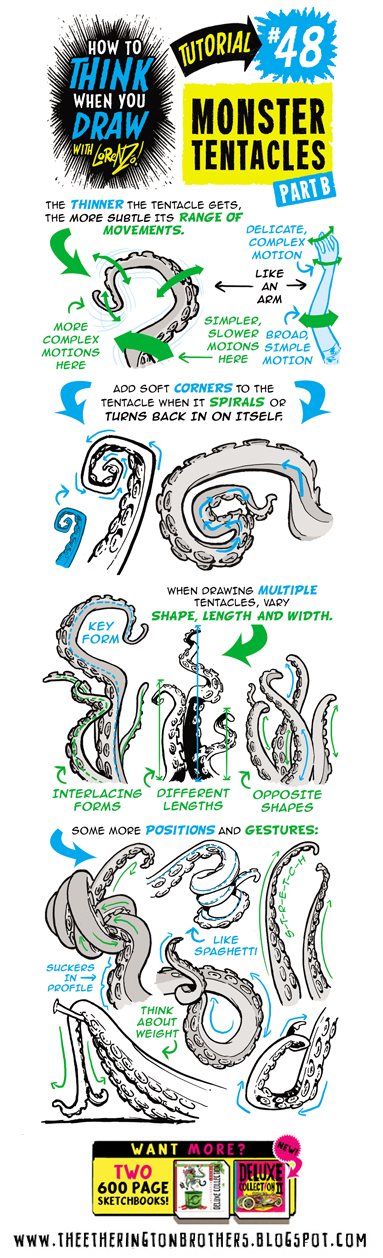 HOW TO
THINK
WHEN YOU
DRAW
WITH LORENZO!
TUTORIAL
#48
MONSTER
TENTACLES
PART B
THE THINNER THE TENTACLE GETS,
THE MORE SUBTLE ITS RANGE OF
MOVEMENTS.
DELICATE,
COMPLEX
MOTION
LIKE
AN
ARM
MORE
COMPLEX
MOTIONS
HERE
SIMPLER,
SLOWER
MOIONS
HERE
BROAD,
SIMPLE
MOTION
ADD SOFT CORNERS TO THE
TENTACLE WHEN IT SPIRALS OR
TURNS BACK IN ON ITSELF.
WHEN DRAWING MULTIPLE
TENTACLES, VARY
SHAPE, LENGTH AND WIDTH.
KEY
FORM
INTERLACING
FORMS
DIFFERENT
LENGTHS
OPPOSITE
SHAPES
SOME MORE POSITIONS AND GESTURES:
LIKE
SPAGHETTI
S-T-R-E-T-C-H
SUCKERS
IN
PROFILE
THINK
ABOUT
WEIGHT
WANT MORE?
NEW!
TWO
600 PAGE
SKETCHBOOKS!
DELUXE COLLECTION
DELUXE
COLLECTION II
WWW.THEETHERINGTONBROTHERS.BLOGSPOT.COM